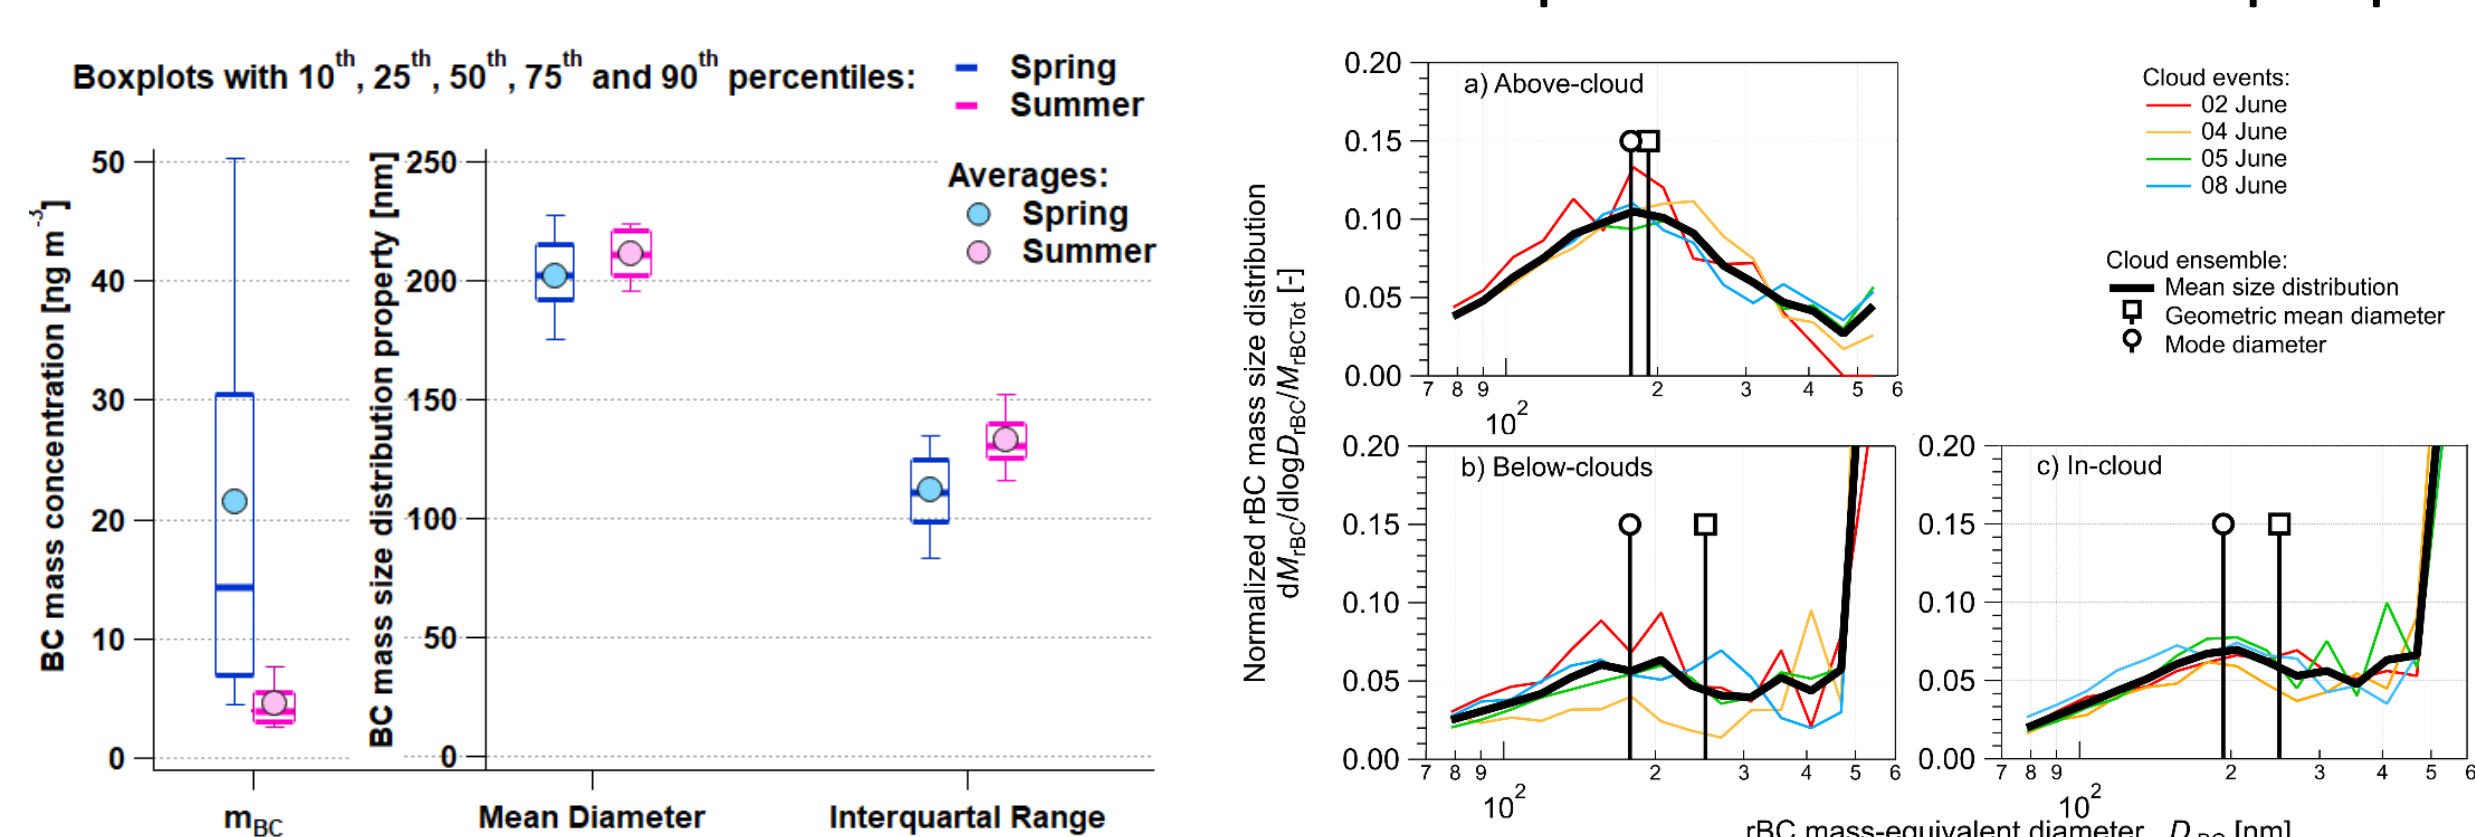 Boxplots with 10th, 25th, 50th, 75th and 90th percentiles:
Spring
Summer
Averages:
Spring
Summer
BC mass concentration [ng m-3]
50
40
30
20
10
0
BC mass size distribution property [nm]
250
200
150
100
50
0
mBC
Mean Diameter
Interquartal Range
Normalized rBC mass size distribution
dMrBC/dlogDrBC/MrBCTot [-]
a) Above-cloud
0.20
0.15
0.10
0.05
0.00
7 8 9 2 3 4 5 6
10²
Cloud events:
02 June
04 June
05 June
08 June
Cloud ensemble:
Mean size distribution
Geometric mean diameter
Mode diameter
b) Below-clouds
0.20
0.15
0.10
0.05
0.00
7 8 9 2 3 4 5 6
10²
c) In-cloud
0.20
0.15
0.10
0.05
0.00
7 8 9 2 3 4 5 6
10²
rBC mass-equivalent diameter, DrBC [nm]